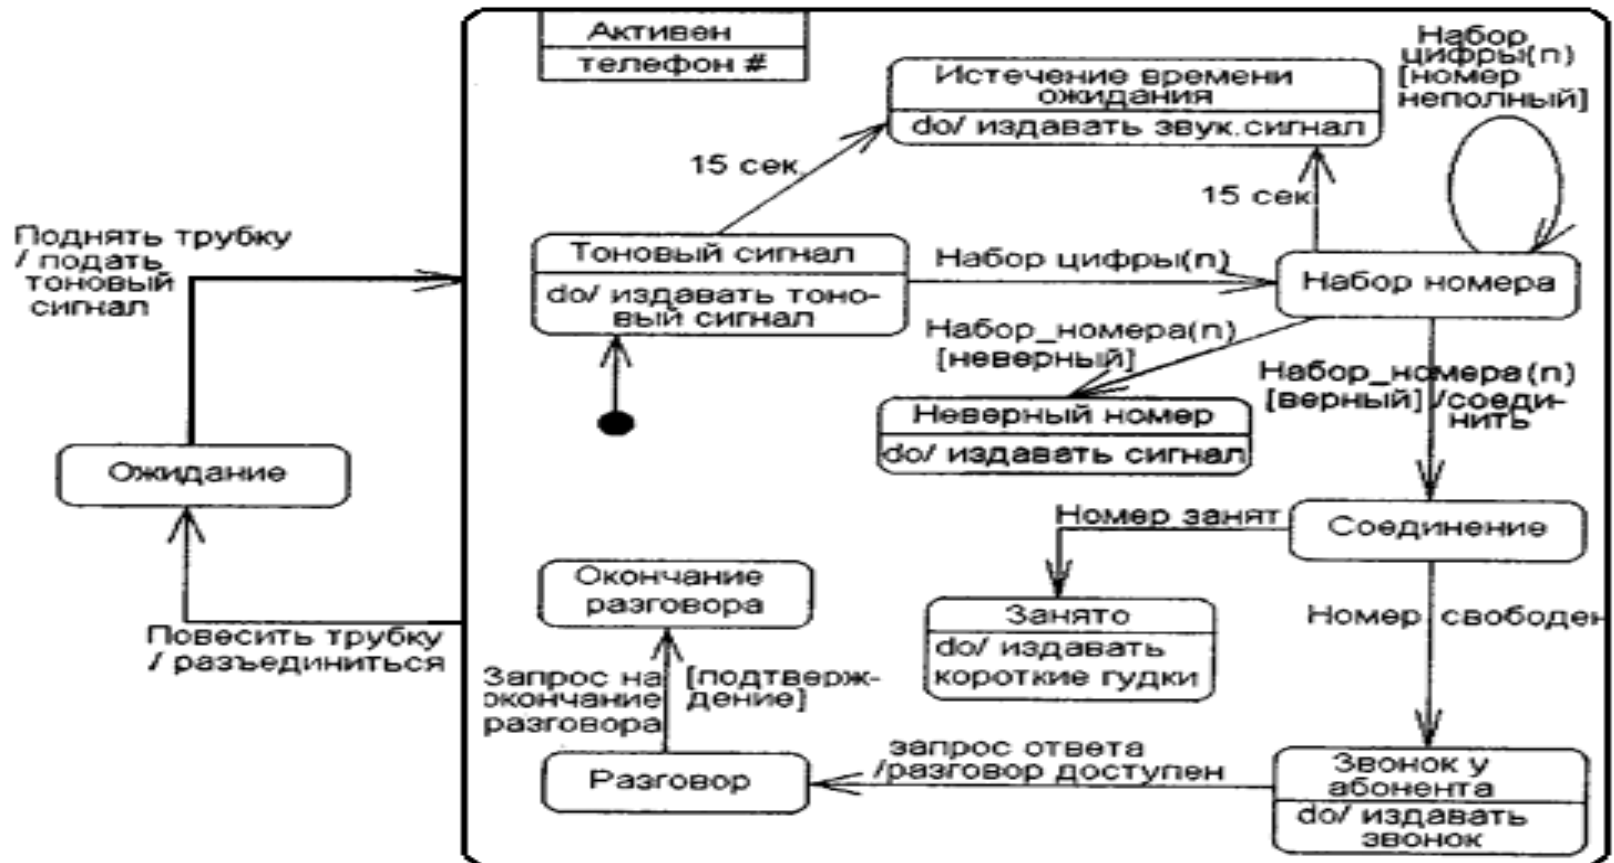 Активен
телефон #
Истечение времени
ожидания
do/ издавать звук.сигнал
Набор
цифры(n)
[номер
неполный]
15 сек
15 сек
Поднять трубку
/ подать
тоновый
сигнал
Тоновый сигнал
do/ издавать тоно-
вый сигнал
Набор цифры(n)
Набор номера
Набор_номера(n)
[неверный]
Набор_номера(n)
[верный] /соеди-
нить
Неверный номер
do/ издавать сигнал
Ожидание
Номер занят
Соединение
Окончание
разговора
Занято
do/ издавать
короткие гудки
Номер свободен
Повесить трубку
/ разъединиться
Запрос на [подтверж-
окончание дение]
разговора
запрос ответа
/разговор доступен
Разговор
Звонок у
абонента
do/ издавать
звонок